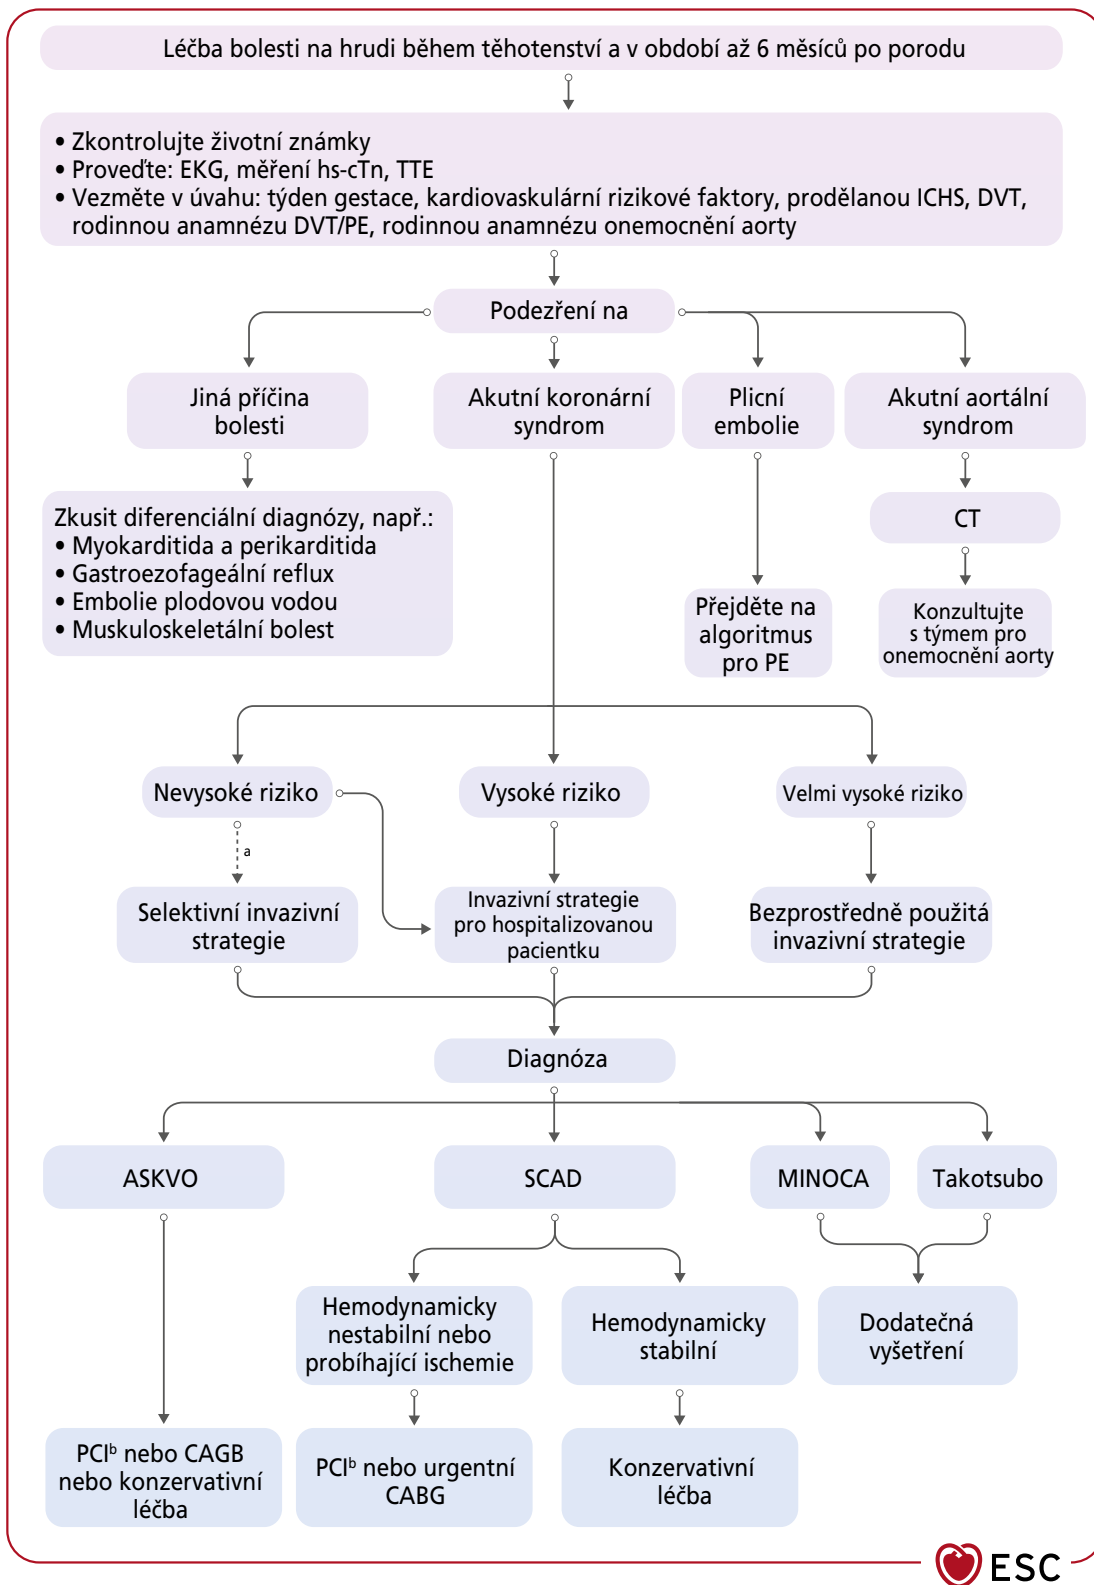 Léčba bolesti na hrudi během těhotenství a v období až 6 měsíců po porodu
• Zkontrolujte životní známky
• Proveďte: EKG, měření hs-cTn, TTE
• Vezměte v úvahu: týden gestace, kardiovaskulární rizikové faktory, prodělanou ICHS, DVT,
rodinnou anamnézu DVT/PE, rodinnou anamnézu onemocnění aorty
Podezření na
Jiná příčina
bolesti
Akutní koronární
syndrom
Plicní
embolie
Akutní aortální
syndrom
Zkusit diferenciální diagnózy, např.:
• Myokarditida a perikarditida
• Gastroezofageální reflux
• Embolie plodovou vodou
• Muskuloskeletální bolest
CT
Přejděte na
algoritmus
pro PE
Konzultujte
s týmem pro
onemocnění aorty
Nevysoké riziko
Vysoké riziko
Velmi vysoké riziko
a
Selektivní invazivní
strategie
Invazivní strategie
pro hospitalizovanou
pacientku
Bezprostředně použitá
invazivní strategie
Diagnóza
ASKVO
SCAD
MINOCA
Takotsubo
Hemodynamicky
nestabilní nebo
probíhající ischemie
Hemodynamicky
stabilní
Dodatečná
vyšetření
PCIᵇ nebo CAGB
nebo konzervativní
léčba
PCIᵇ nebo urgentní
CABG
Konzervativní
léčba
ESC